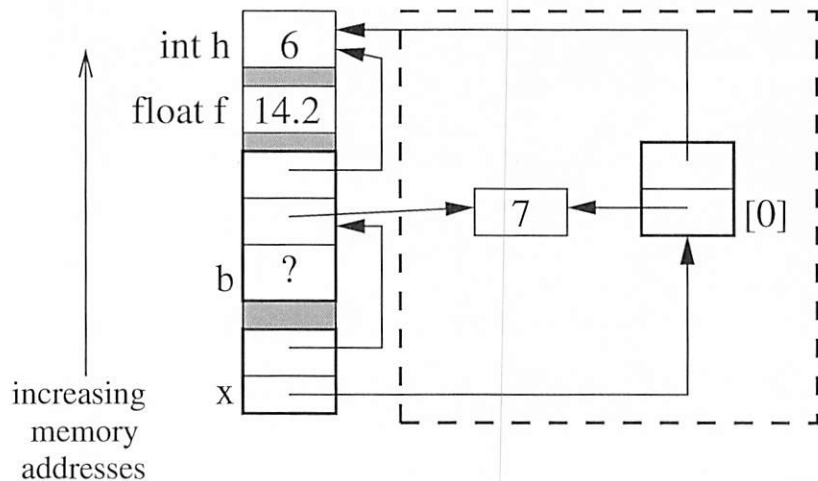 int h 6
float f 14.2
7
[0]
b ?
x
increasing
memory
addresses